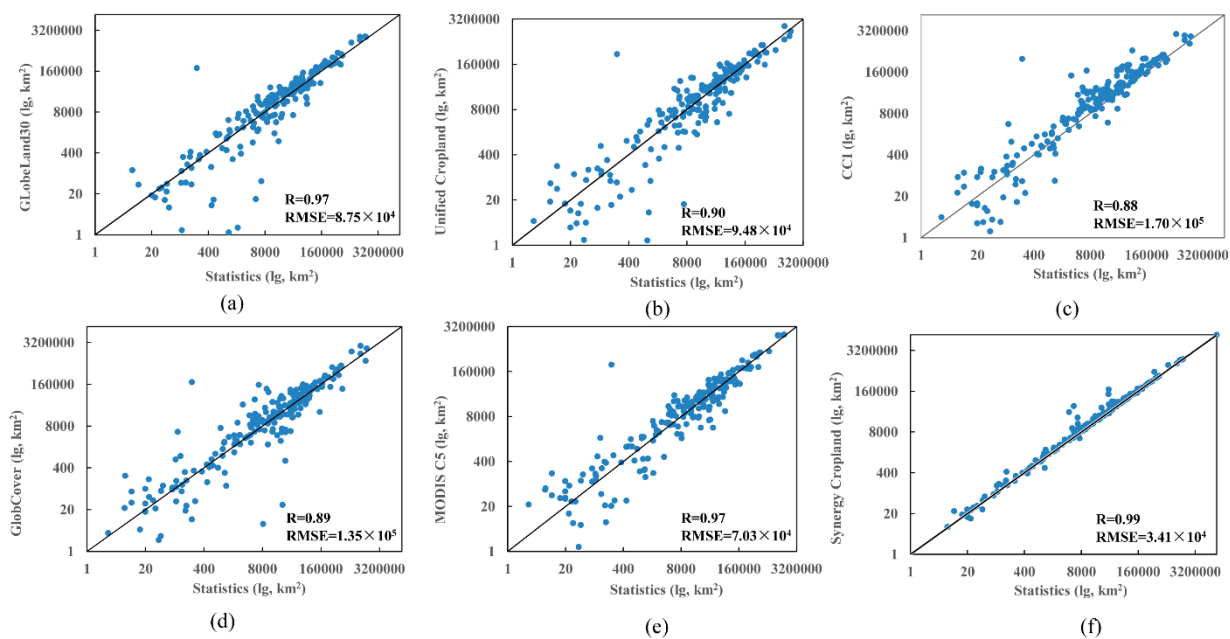 3200000
160000
8000
400
20
1
GLobeLand30 (lg, km²)
R=0.97
RMSE=8.75×10⁴
1 20 400 8000 160000 3200000
Statistics (lg, km²)
(a)
3200000
160000
8000
400
20
1
Unified Cropland (lg, km²)
R=0.90
RMSE=9.48×10⁴
1 20 400 8000 160000 3200000
Statistics (lg, km²)
(b)
3200000
160000
8000
400
20
1
CCI (lg, km²)
R=0.88
RMSE=1.70×10⁵
1 20 400 8000 160000 3200000
Statistics (lg, km²)
(c)
3200000
160000
8000
400
20
1
GlobCover (lg, km²)
R=0.89
RMSE=1.35×10⁵
1 20 400 8000 160000 3200000
Statistics (lg, km²)
(d)
3200000
160000
8000
400
20
1
MODIS C5 (lg, km²)
R=0.97
RMSE=7.03×10⁴
1 20 400 8000 160000 3200000
Statistics (lg, km²)
(e)
3200000
160000
8000
400
20
1
Synergy Cropland (lg, km²)
R=0.99
RMSE=3.41×10⁴
1 20 400 8000 160000 3200000
Statistics (lg, km²)
(f)